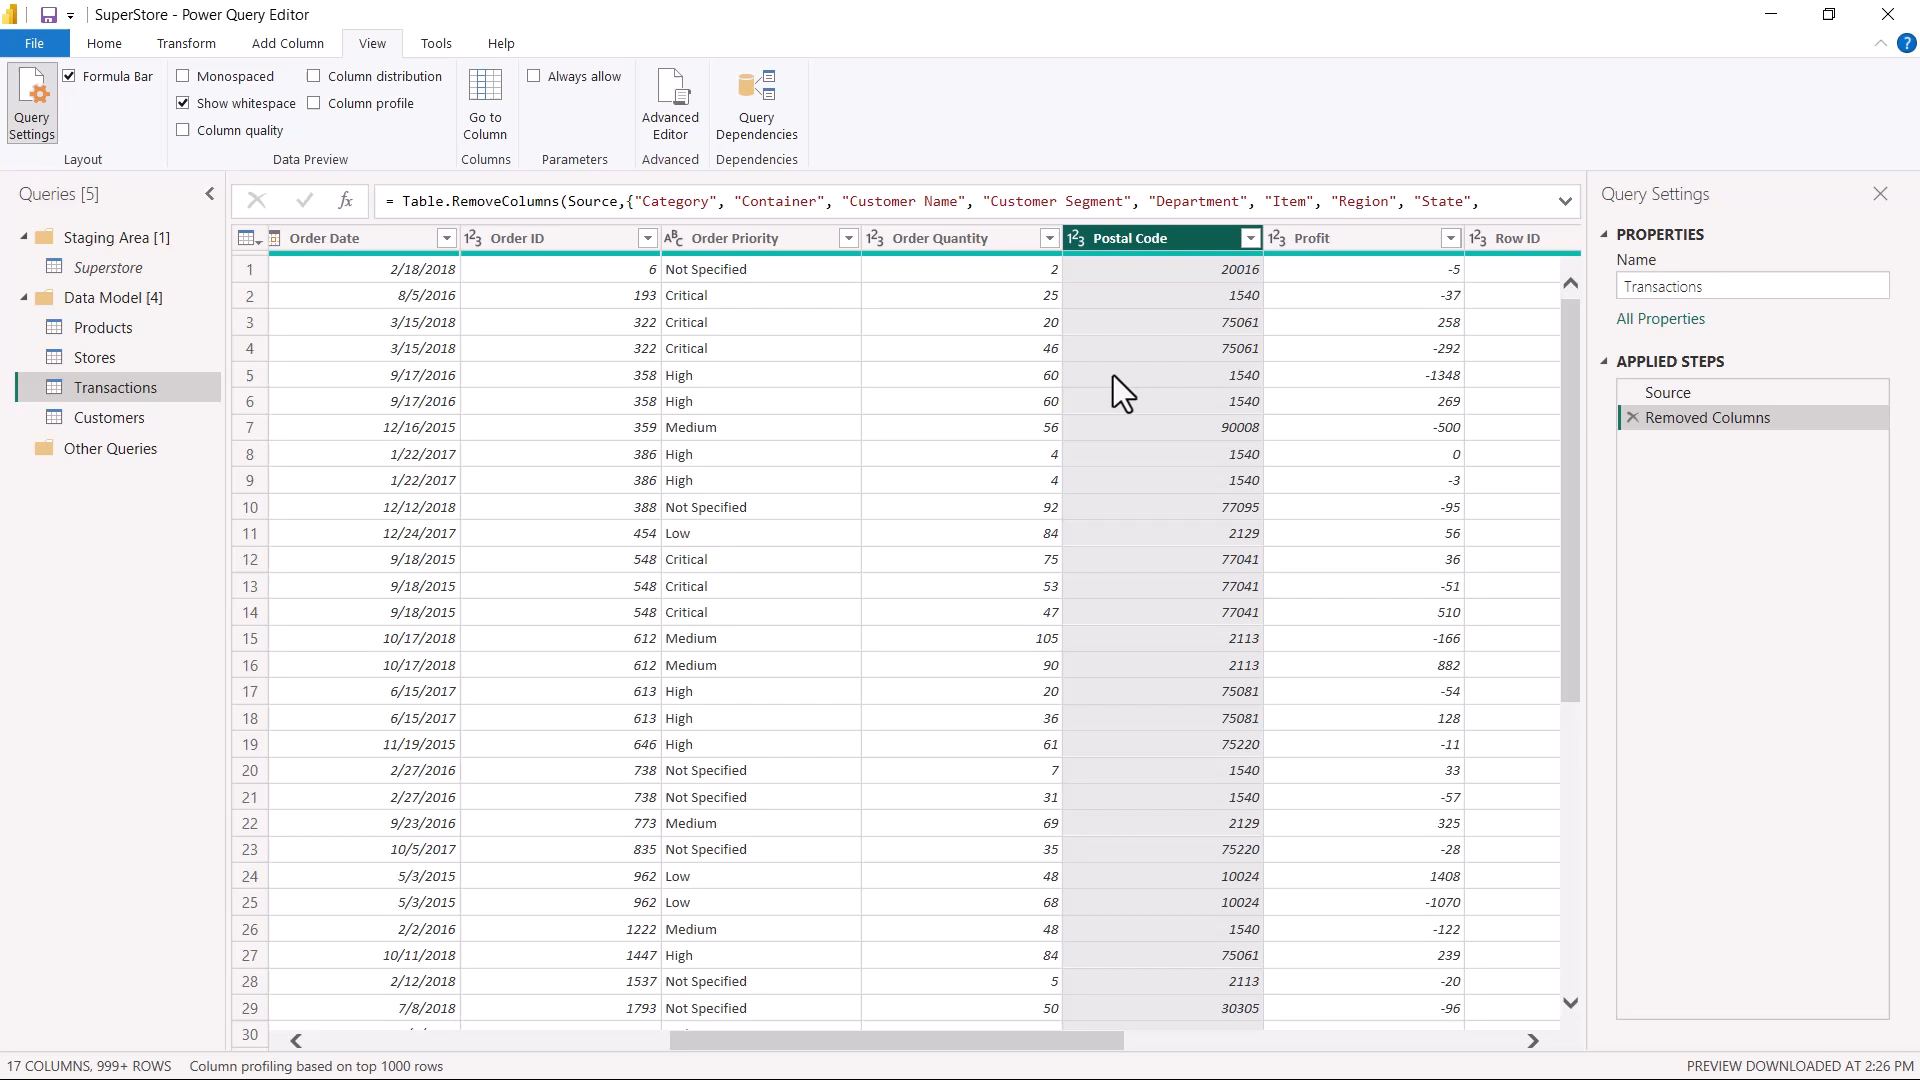 SuperStore - Power Query Editor
File Home Transform Add Column View Tools Help
Query Settings
Formula Bar
Layout
Monospaced
Show whitespace
Column quality
Column distribution
Column profile
Data Preview
Go to Column
Columns
Always allow
Parameters
Advanced Editor
Advanced
Query Dependencies
Dependencies
Queries [5]
Staging Area [1]
Superstore
Data Model [4]
Products
Stores
Transactions
Customers
Other Queries
fx = Table.RemoveColumns(Source,{"Category", "Container", "Customer Name", "Customer Segment", "Department", "Item", "Region", "State",
Order Date 123 Order ID ABC Order Priority 123 Order Quantity 123 Postal Code 123 Profit 123 Row ID
1 2/18/2018 6 Not Specified 2 20016 -5
2 8/5/2016 193 Critical 25 1540 -37
3 3/15/2018 322 Critical 20 75061 258
4 3/15/2018 322 Critical 46 75061 -292
5 9/17/2016 358 High 60 1540 -1348
6 9/17/2016 358 High 60 1540 269
7 12/16/2015 359 Medium 56 90008 -500
8 1/22/2017 386 High 4 1540 0
9 1/22/2017 386 High 4 1540 -3
10 12/12/2018 388 Not Specified 92 77095 -95
11 12/24/2017 454 Low 84 2129 56
12 9/18/2015 548 Critical 75 77041 36
13 9/18/2015 548 Critical 53 77041 -51
14 9/18/2015 548 Critical 47 77041 510
15 10/17/2018 612 Medium 105 2113 -166
16 10/17/2018 612 Medium 90 2113 882
17 6/15/2017 613 High 20 75081 -54
18 6/15/2017 613 High 36 75081 128
19 11/19/2015 646 High 61 75220 -11
20 2/27/2016 738 Not Specified 7 1540 33
21 2/27/2016 738 Not Specified 31 1540 -57
22 9/23/2016 773 Medium 69 2129 325
23 10/5/2017 835 Not Specified 35 75220 -28
24 5/3/2015 962 Low 48 10024 1408
25 5/3/2015 962 Low 68 10024 -1070
26 2/2/2016 1222 Medium 48 1540 -122
27 10/11/2018 1447 High 84 75061 239
28 2/12/2018 1537 Not Specified 5 2113 -20
29 7/8/2018 1793 Not Specified 50 30305 -96
30
Query Settings
PROPERTIES
Name
Transactions
All Properties
APPLIED STEPS
Source
Removed Columns
17 COLUMNS, 999+ ROWS Column profiling based on top 1000 rows
PREVIEW DOWNLOADED AT 2:26 PM